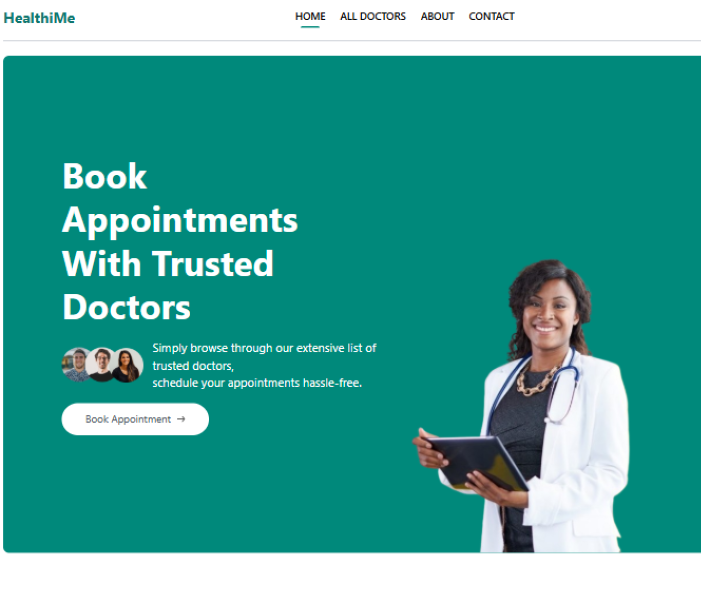 HealthiMe
HOME ALL DOCTORS ABOUT CONTACT
Book
Appointments
With Trusted
Doctors
Simply browse through our extensive list of
trusted doctors,
schedule your appointments hassle-free.
Book Appointment →